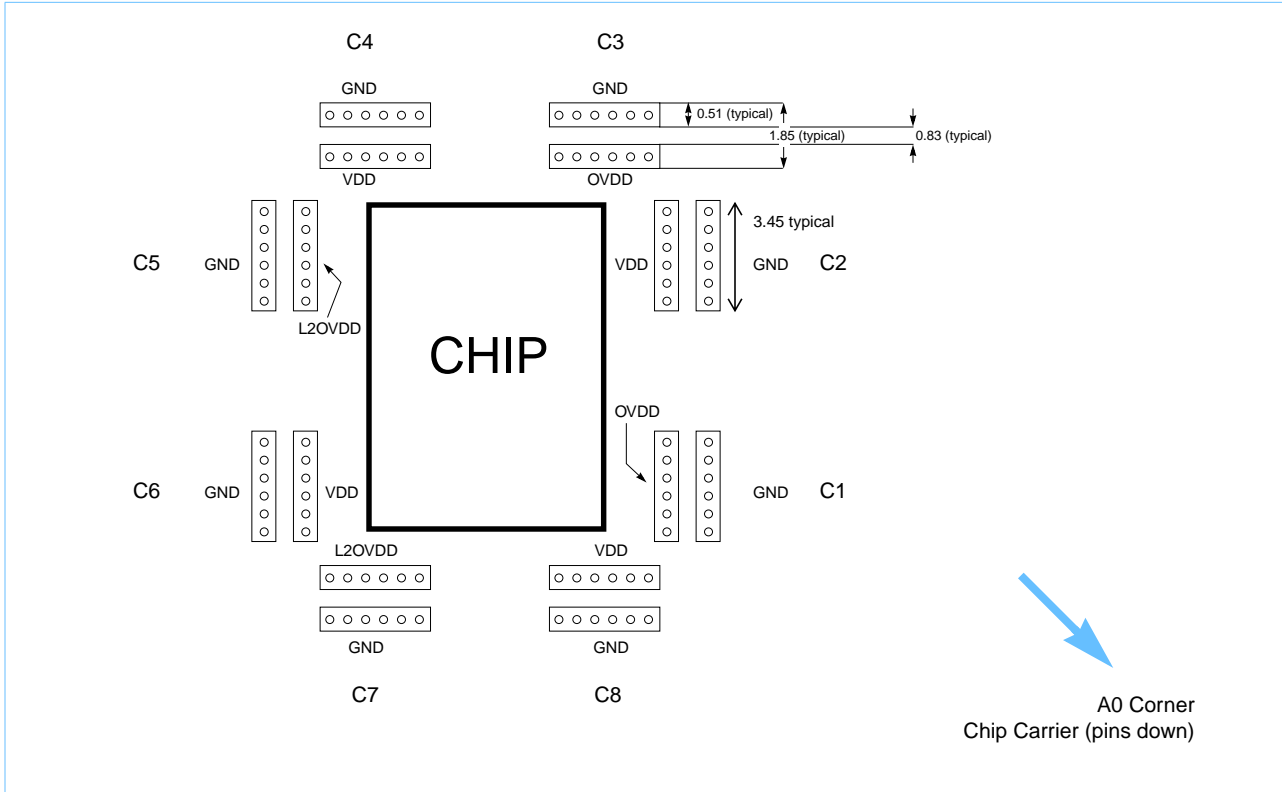 C4
C3
GND
GND
0.51 (typical)
1.85 (typical)
0.83 (typical)
VDD
OVDD
3.45 typical
C5
GND
VDD
GND
C2
L2OVDD
CHIP
OVDD
C6
GND
VDD
GND
C1
L2OVDD
VDD
GND
GND
C7
C8
A0 Corner
Chip Carrier (pins down)